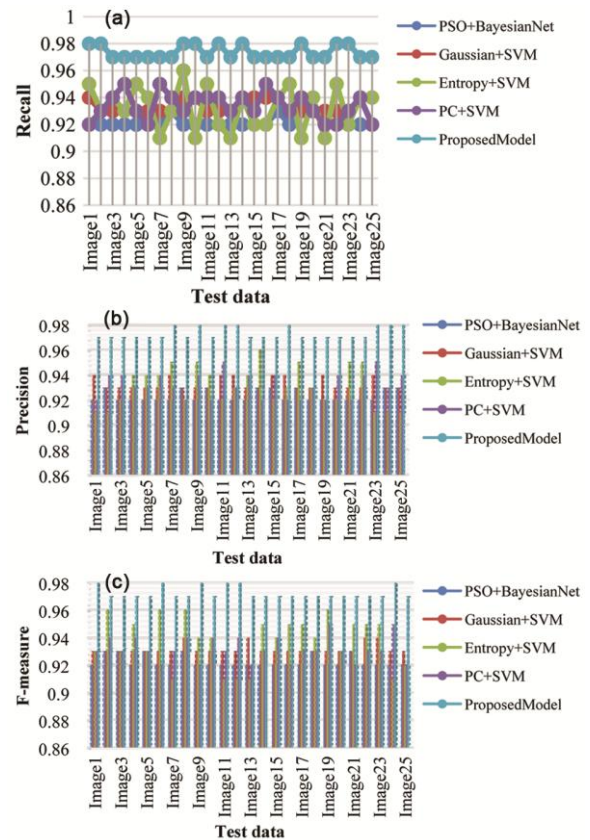 (a)
Recall
1
0.98
0.96
0.94
0.92
0.9
0.88
0.86
Image1
Image3
Image5
Image7
Image9
Image11
Image13
Image15
Image17
Image19
Image21
Image23
Image25
Test data
PSO+BayesianNet
Gaussian+SVM
Entropy+SVM
PC+SVM
ProposedModel
(b)
Precision
0.98
0.96
0.94
0.92
0.9
0.88
0.86
Image1
Image3
Image5
Image7
Image9
Image11
Image13
Image15
Image17
Image19
Image21
Image23
Image25
Test data
PSO+BayesianNet
Gaussian+SVM
Entropy+SVM
PC+SVM
ProposedModel
(c)
F-measure
0.98
0.96
0.94
0.92
0.9
0.88
0.86
Image1
Image3
Image5
Image7
Image9
Image11
Image13
Image15
Image17
Image19
Image21
Image23
Image25
Test data
PSO+BayesianNet
Gaussian+SVM
Entropy+SVM
PC+SVM
ProposedModel